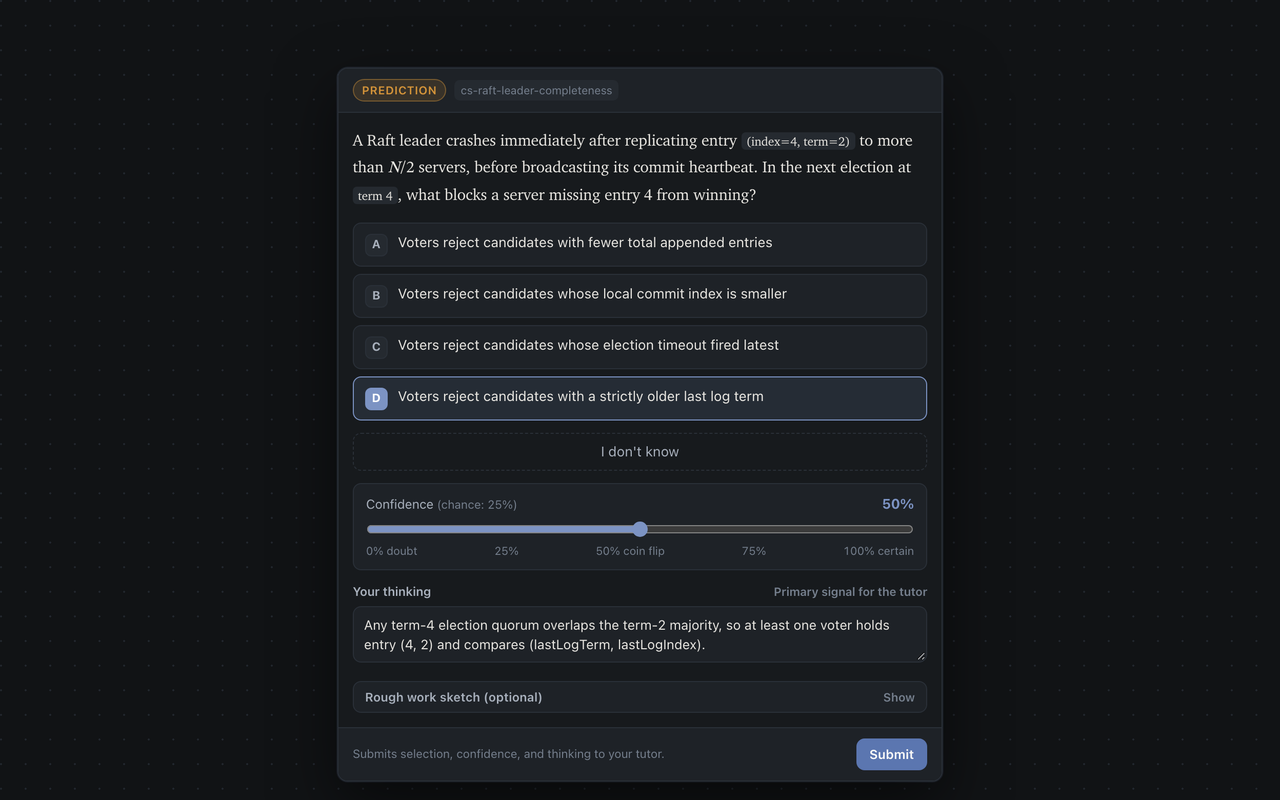 PREDICTION cs-raft-leader-completeness
A Raft leader crashes immediately after replicating entry (index=4, term=2) to more
than N/2 servers, before broadcasting its commit heartbeat. In the next election at
term 4, what blocks a server missing entry 4 from winning?
A Voters reject candidates with fewer total appended entries
B Voters reject candidates whose local commit index is smaller
C Voters reject candidates whose election timeout fired latest
D Voters reject candidates with a strictly older last log term
I don't know
Confidence (chance: 25%) 50%
0% doubt 25% 50% coin flip 75% 100% certain
Your thinking Primary signal for the tutor
Any term-4 election quorum overlaps the term-2 majority, so at least one voter holds
entry (4, 2) and compares (lastLogTerm, lastLogIndex).
Rough work sketch (optional) Show
Submits selection, confidence, and thinking to your tutor. Submit